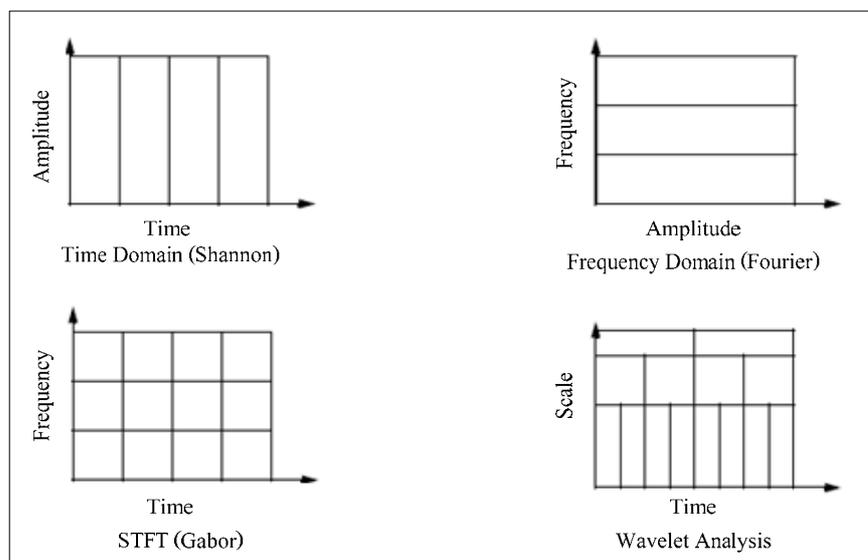 Amplitude
Time
Time Domain (Shannon)
Frequency
Amplitude
Frequency Domain (Fourier)
Frequency
Time
STFT (Gabor)
Scale
Time
Wavelet Analysis